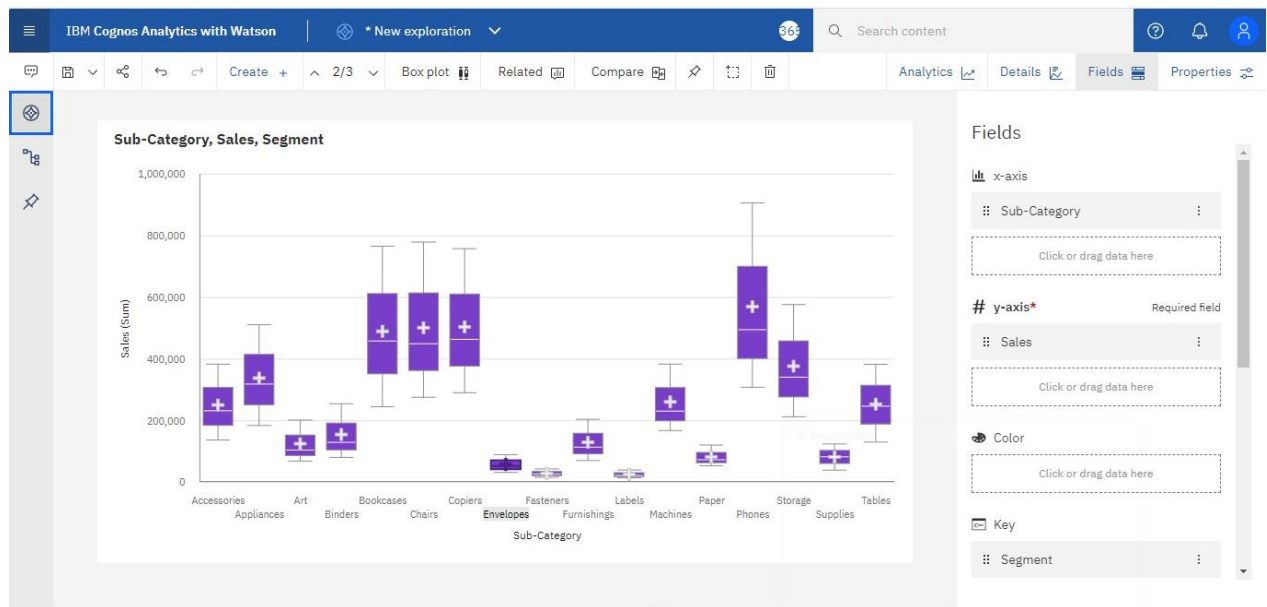 IBM Cognos Analytics with Watson
* New exploration
Search content
Create +
2/3
Box plot
Related
Compare
Analytics
Details
Fields
Properties
Sub-Category, Sales, Segment
1,000,000
800,000
600,000
400,000
200,000
0
Sales (Sum)
Accessories Art Bookcases Copiers Fasteners Labels Paper Storage Tables
Appliances Binders Chairs Envelopes Furnishings Machines Phones Supplies
Sub-Category
Fields
x-axis
Sub-Category
Click or drag data here
# y-axis* Required field
Sales
Click or drag data here
Color
Click or drag data here
Key
Segment